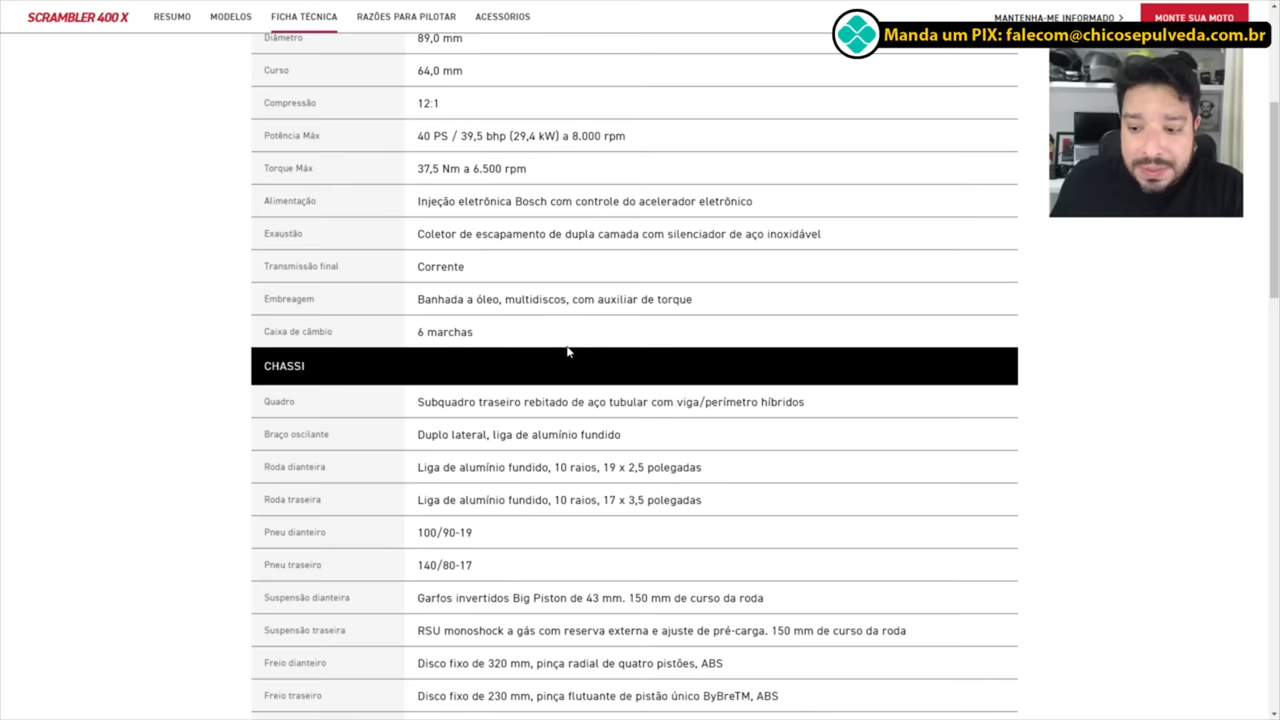 SCRAMBLER 400 X RESUMO MODELOS FICHA TÉCNICA RAZÕES PARA PILOTAR ACESSÓRIOS MANTENHA-ME INFORMADO > MONTE SUA MOTO
Manda um PIX: falecom@chicosepulveda.com.br
Diâmetro 89,0 mm
Curso 64,0 mm
Compressão 12:1
Potência Máx 40 PS / 39,5 bhp (29,4 kW) a 8.000 rpm
Torque Máx 37,5 Nm a 6.500 rpm
Alimentação Injeção eletrônica Bosch com controle do acelerador eletrônico
Exaustão Coletor de escapamento de dupla camada com silenciador de aço inoxidável
Transmissão final Corrente
Embreagem Banhada a óleo, multidiscos, com auxiliar de torque
Caixa de câmbio 6 marchas
CHASSI
Quadro Subquadro traseiro rebitado de aço tubular com viga/perímetro híbridos
Braço oscilante Duplo lateral, liga de alumínio fundido
Roda dianteira Liga de alumínio fundido, 10 raios, 19 x 2,5 polegadas
Roda traseira Liga de alumínio fundido, 10 raios, 17 x 3,5 polegadas
Pneu dianteiro 100/90-19
Pneu traseiro 140/80-17
Suspensão dianteira Garfos invertidos Big Piston de 43 mm. 150 mm de curso da roda
Suspensão traseira RSU monoshock a gás com reserva externa e ajuste de pré-carga. 150 mm de curso da roda
Freio dianteiro Disco fixo de 320 mm, pinça radial de quatro pistões, ABS
Freio traseiro Disco fixo de 230 mm, pinça flutuante de pistão único ByBreTM, ABS